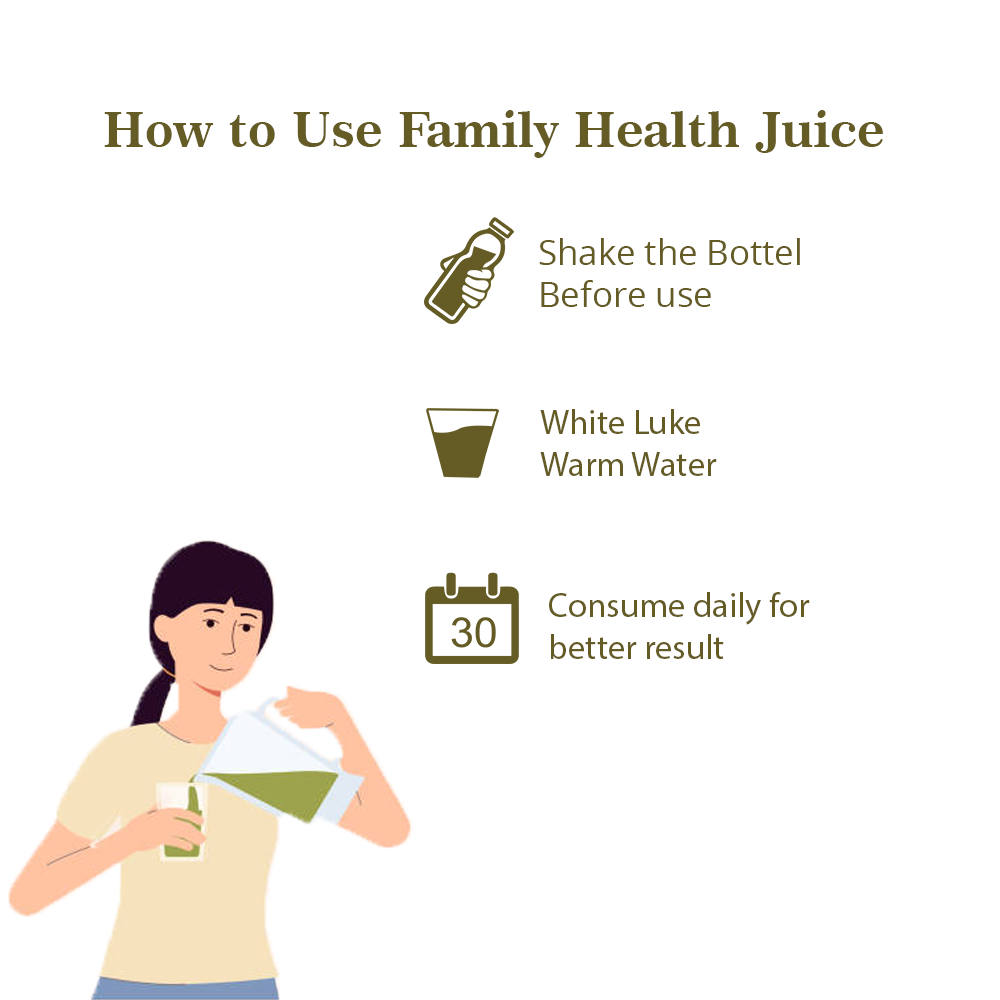 How to Use Family Health Juice
Shake the Bottel
Before use
White Luke
Warm Water
30
Consume daily for
better result